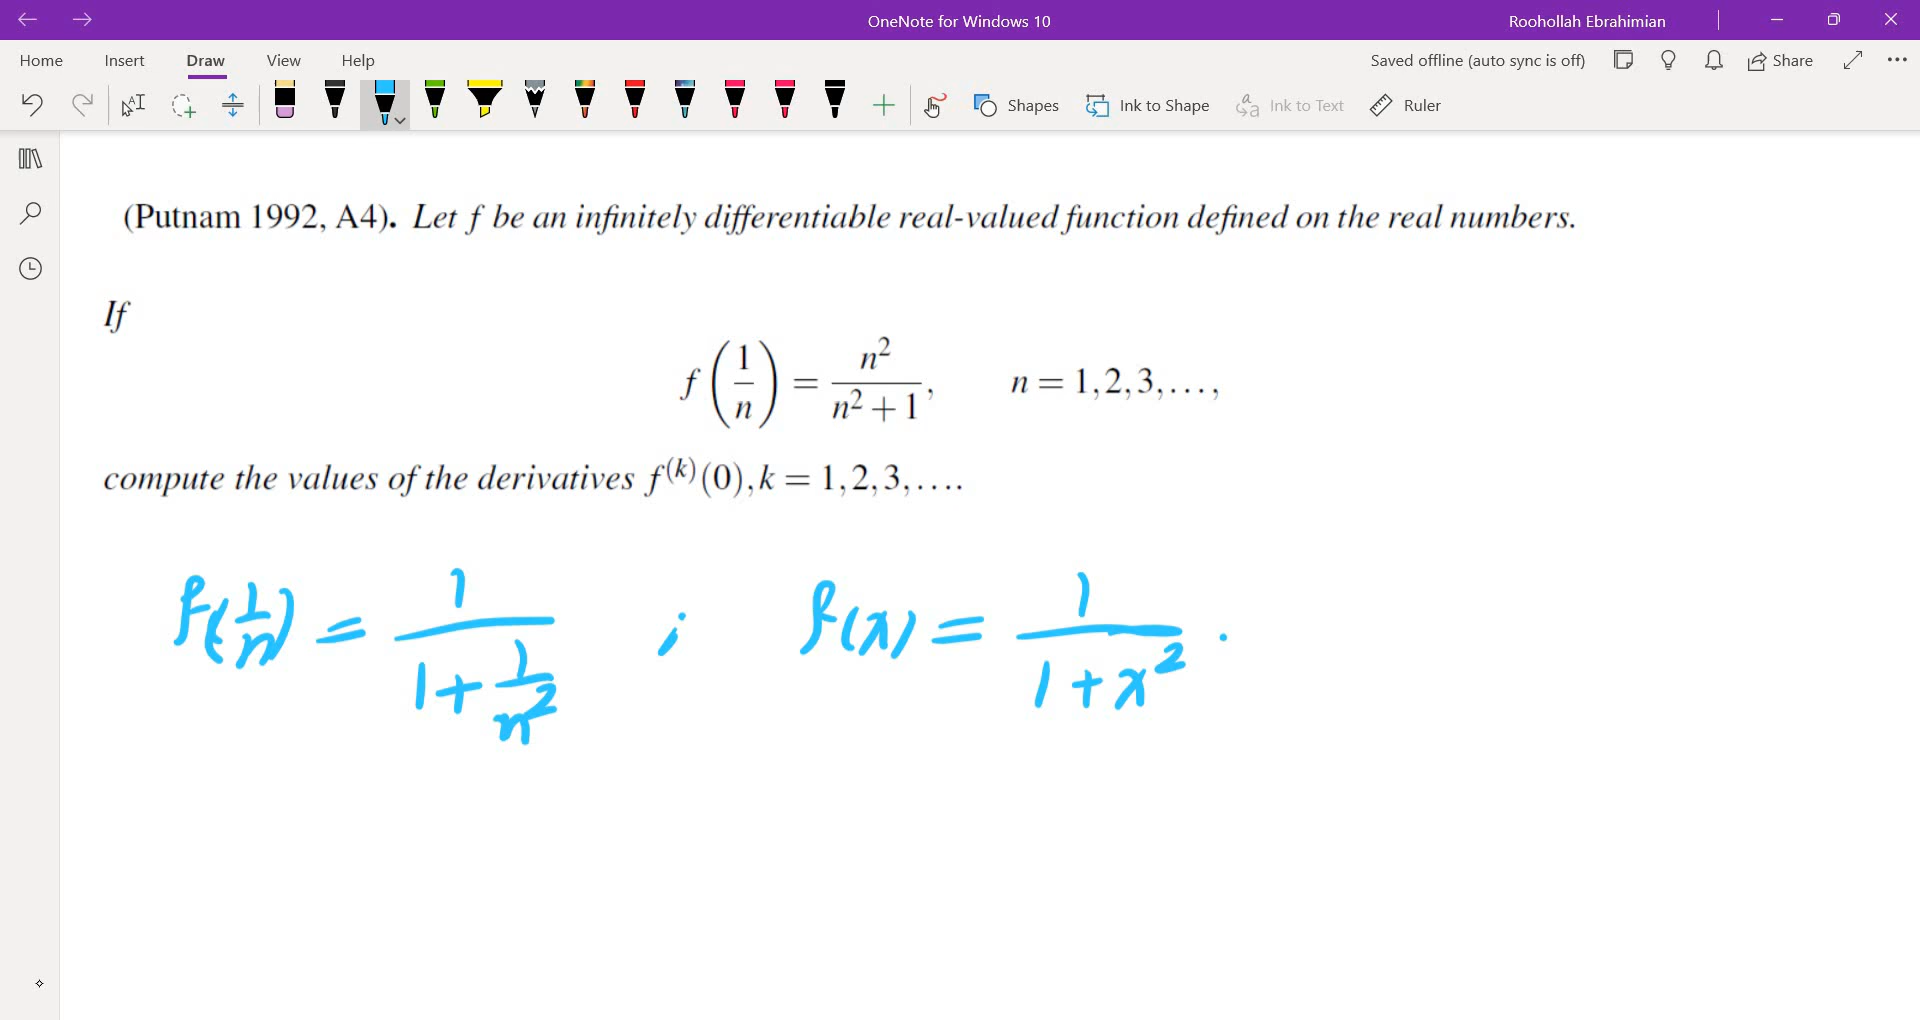 OneNote for Windows 10
Roohollah Ebrahimian
Home Insert Draw View Help
Saved offline (auto sync is off) Share
Shapes Ink to Shape Ink to Text Ruler
(Putnam 1992, A4). Let f be an infinitely differentiable real-valued function defined on the real numbers.
If
f(1/n) = n²/(n² + 1), n = 1,2,3,...,
compute the values of the derivatives f^(k)(0), k = 1,2,3,....
f(1/n) = 1/(1 + 1/n²) ; f(x) = 1/(1 + x²) .